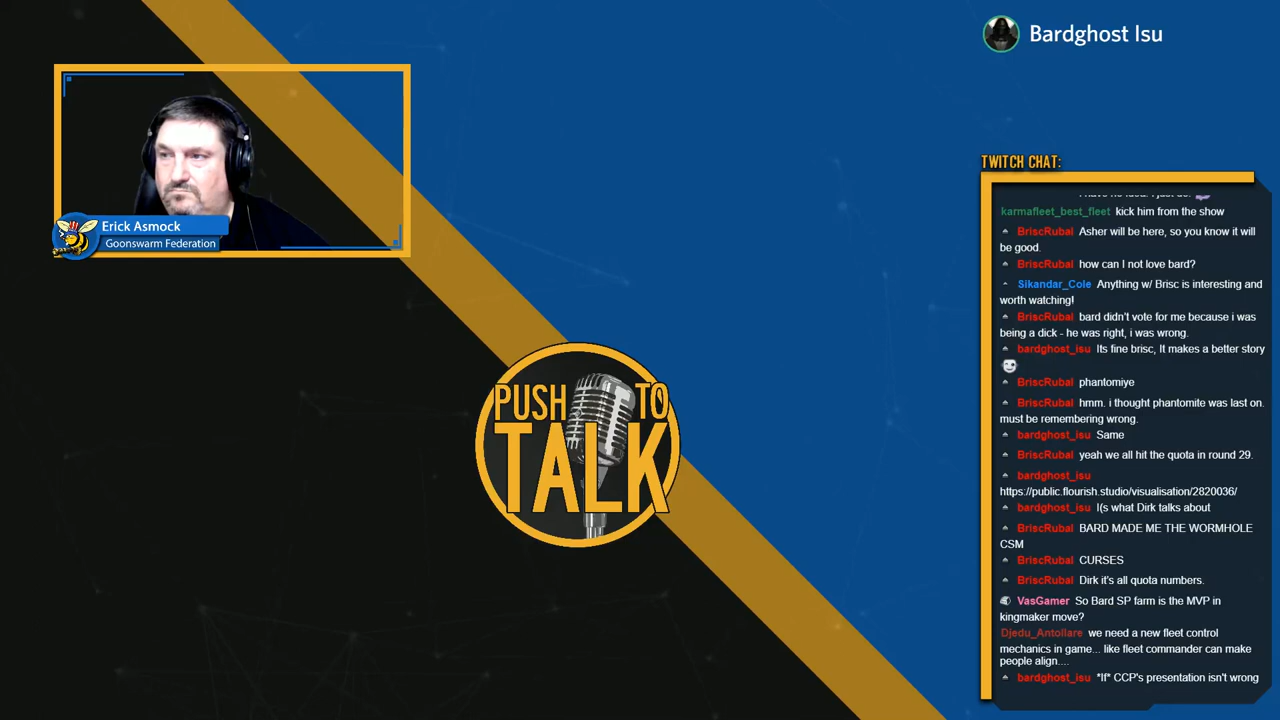 Bardghost Isu
Erick Asmock
Goonswarm Federation
PUSH TO
TALK
TWITCH CHAT:
karmafleet_best_fleet kick him from the show
BriscRubal Asher will be here, so you know it will
be good.
BriscRubal how can I not love bard?
Sikandar_Cole Anything w/ Brisc is interesting and
worth watching!
BriscRubal bard didn't vote for me because i was
being a dick - he was right, i was wrong.
bardghost_isu Its fine brisc, It makes a better story
BriscRubal phantomiye
BriscRubal hmm. i thought phantomite was last on.
must be remembering wrong.
bardghost_isu Same
BriscRubal yeah we all hit the quota in round 29.
bardghost_isu
https://public.flourish.studio/visualisation/2820036/
bardghost_isu I(s what Dirk talks about
BriscRubal BARD MADE ME THE WORMHOLE
CSM
BriscRubal CURSES
BriscRubal Dirk it's all quota numbers.
VasGamer So Bard SP farm is the MVP in
kingmaker move?
Djedu_Antollare we need a new fleet control
mechanics in game... like fleet commander can make
people align....
bardghost_isu *If* CCP's presentation isn't wrong